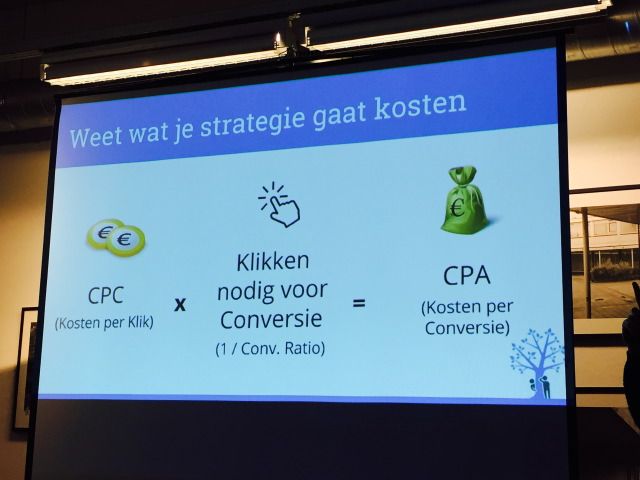 Weet wat je strategie gaat kosten
€ €
€
CPC
(Kosten per Klik)
x
Klikken
nodig voor
Conversie
(1 / Conv. Ratio)
=
CPA
(Kosten per
Conversie)